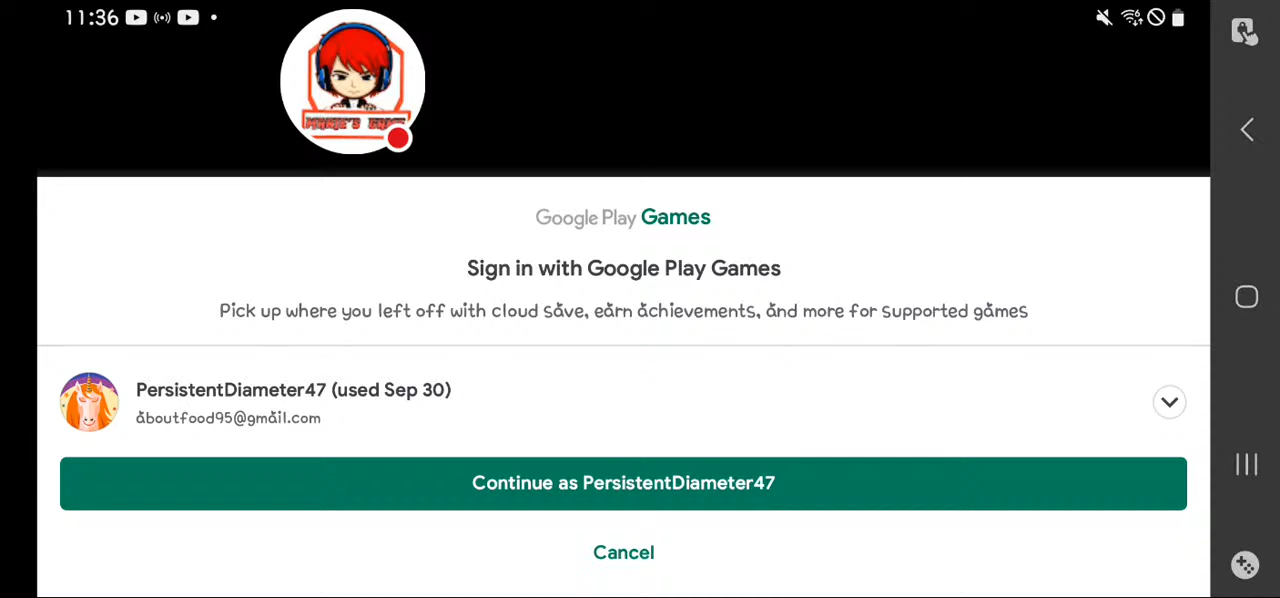 11:36
MARIE'S
Google Play Games
Sign in with Google Play Games
Pick up where you left off with cloud save, earn achievements, and more for supported games
PersistentDiameter47 (used Sep 30)
aboutfood95@gmail.com
Continue as PersistentDiameter47
Cancel